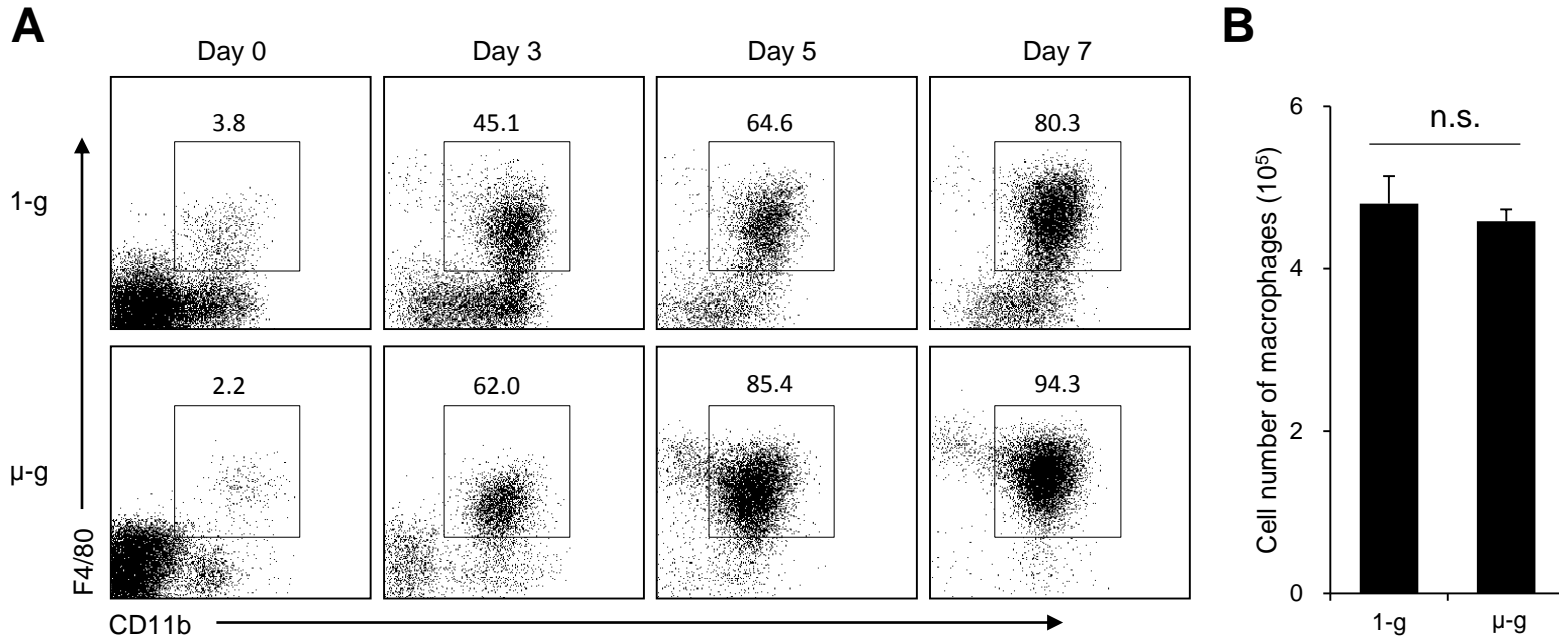 A
Day 0 Day 3 Day 5 Day 7
1-g
3.8 45.1 64.6 80.3
μ-g
2.2 62.0 85.4 94.3
F4/80
CD11b
B
n.s.
Cell number of macrophages (10⁵)
6
4
2
0
1-g μ-g